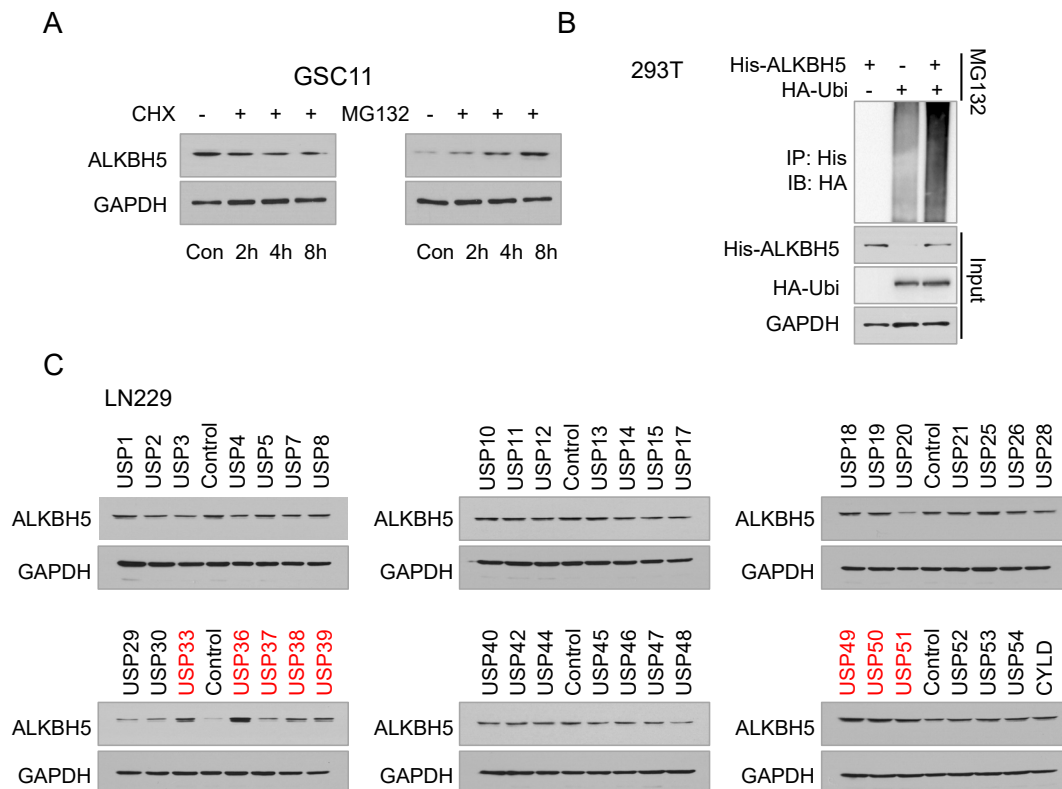 A
GSC11
CHX - + + + MG132 - + + +
ALKBH5
GAPDH
Con 2h 4h 8h Con 2h 4h 8h
B
293T
His-ALKBH5 + - +
HA-Ubi - + +
MG132
IP: His
IB: HA
His-ALKBH5
HA-Ubi
GAPDH
Input
C
LN229
USP1 USP2 USP3 Control USP4 USP5 USP7 USP8
ALKBH5
GAPDH
USP10 USP11 USP12 Control USP13 USP14 USP15 USP17
ALKBH5
GAPDH
USP18 USP19 USP20 Control USP21 USP25 USP26 USP28
ALKBH5
GAPDH
USP29 USP30 USP33 Control USP36 USP37 USP38 USP39
ALKBH5
GAPDH
USP40 USP42 USP44 Control USP45 USP46 USP47 USP48
ALKBH5
GAPDH
USP49 USP50 USP51 Control USP52 USP53 USP54 CYLD
ALKBH5
GAPDH